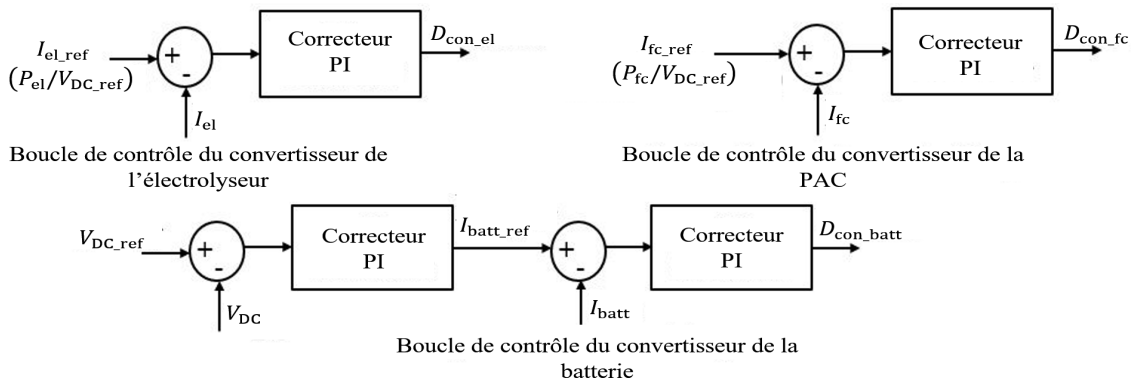 I_el_ref
(P_el/V_DC_ref)
+
-
Correcteur
PI
D_con_el
I_el
Boucle de contrôle du convertisseur de
l'électrolyseur
I_fc_ref
(P_fc/V_DC_ref)
+
-
Correcteur
PI
D_con_fc
I_fc
Boucle de contrôle du convertisseur de la
PAC
V_DC_ref
+
-
Correcteur
PI
I_batt_ref
+
-
Correcteur
PI
D_con_batt
V_DC
I_batt
Boucle de contrôle du convertisseur de la
batterie